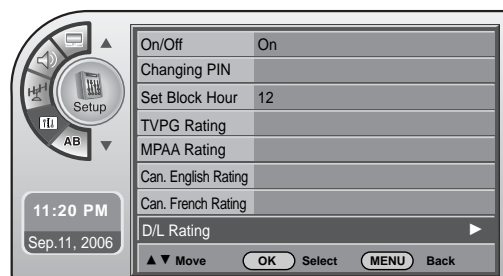 Setup
AB
11:20 PM
Sep.11, 2006
On/Off On
Changing PIN
Set Block Hour 12
TVPG Rating
MPAA Rating
Can. English Rating
Can. French Rating
D/L Rating ►
▲▼ Move OK Select MENU Back